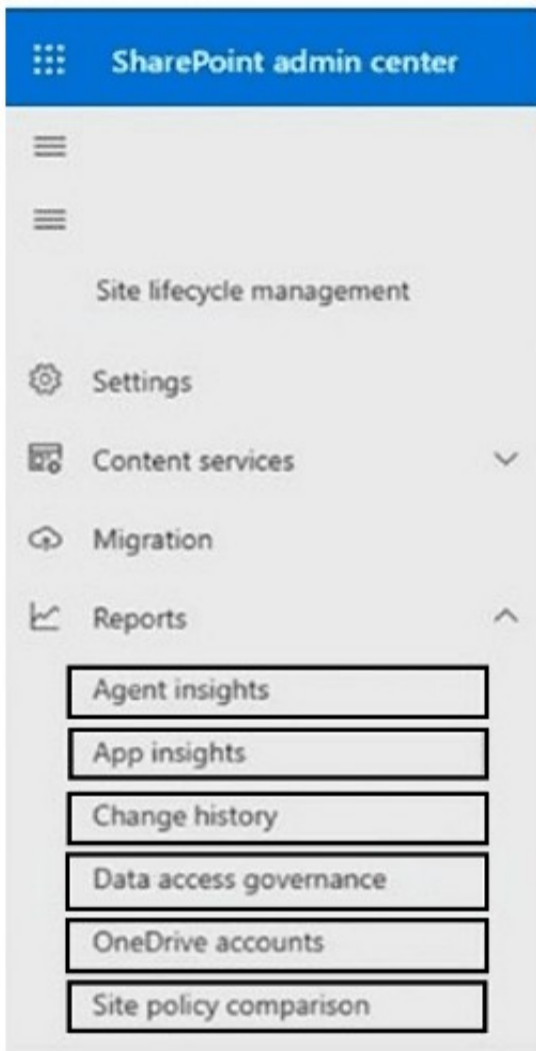 SharePoint admin center
Site lifecycle management
Settings
Content services
Migration
Reports
Agent insights
App insights
Change history
Data access governance
OneDrive accounts
Site policy comparison